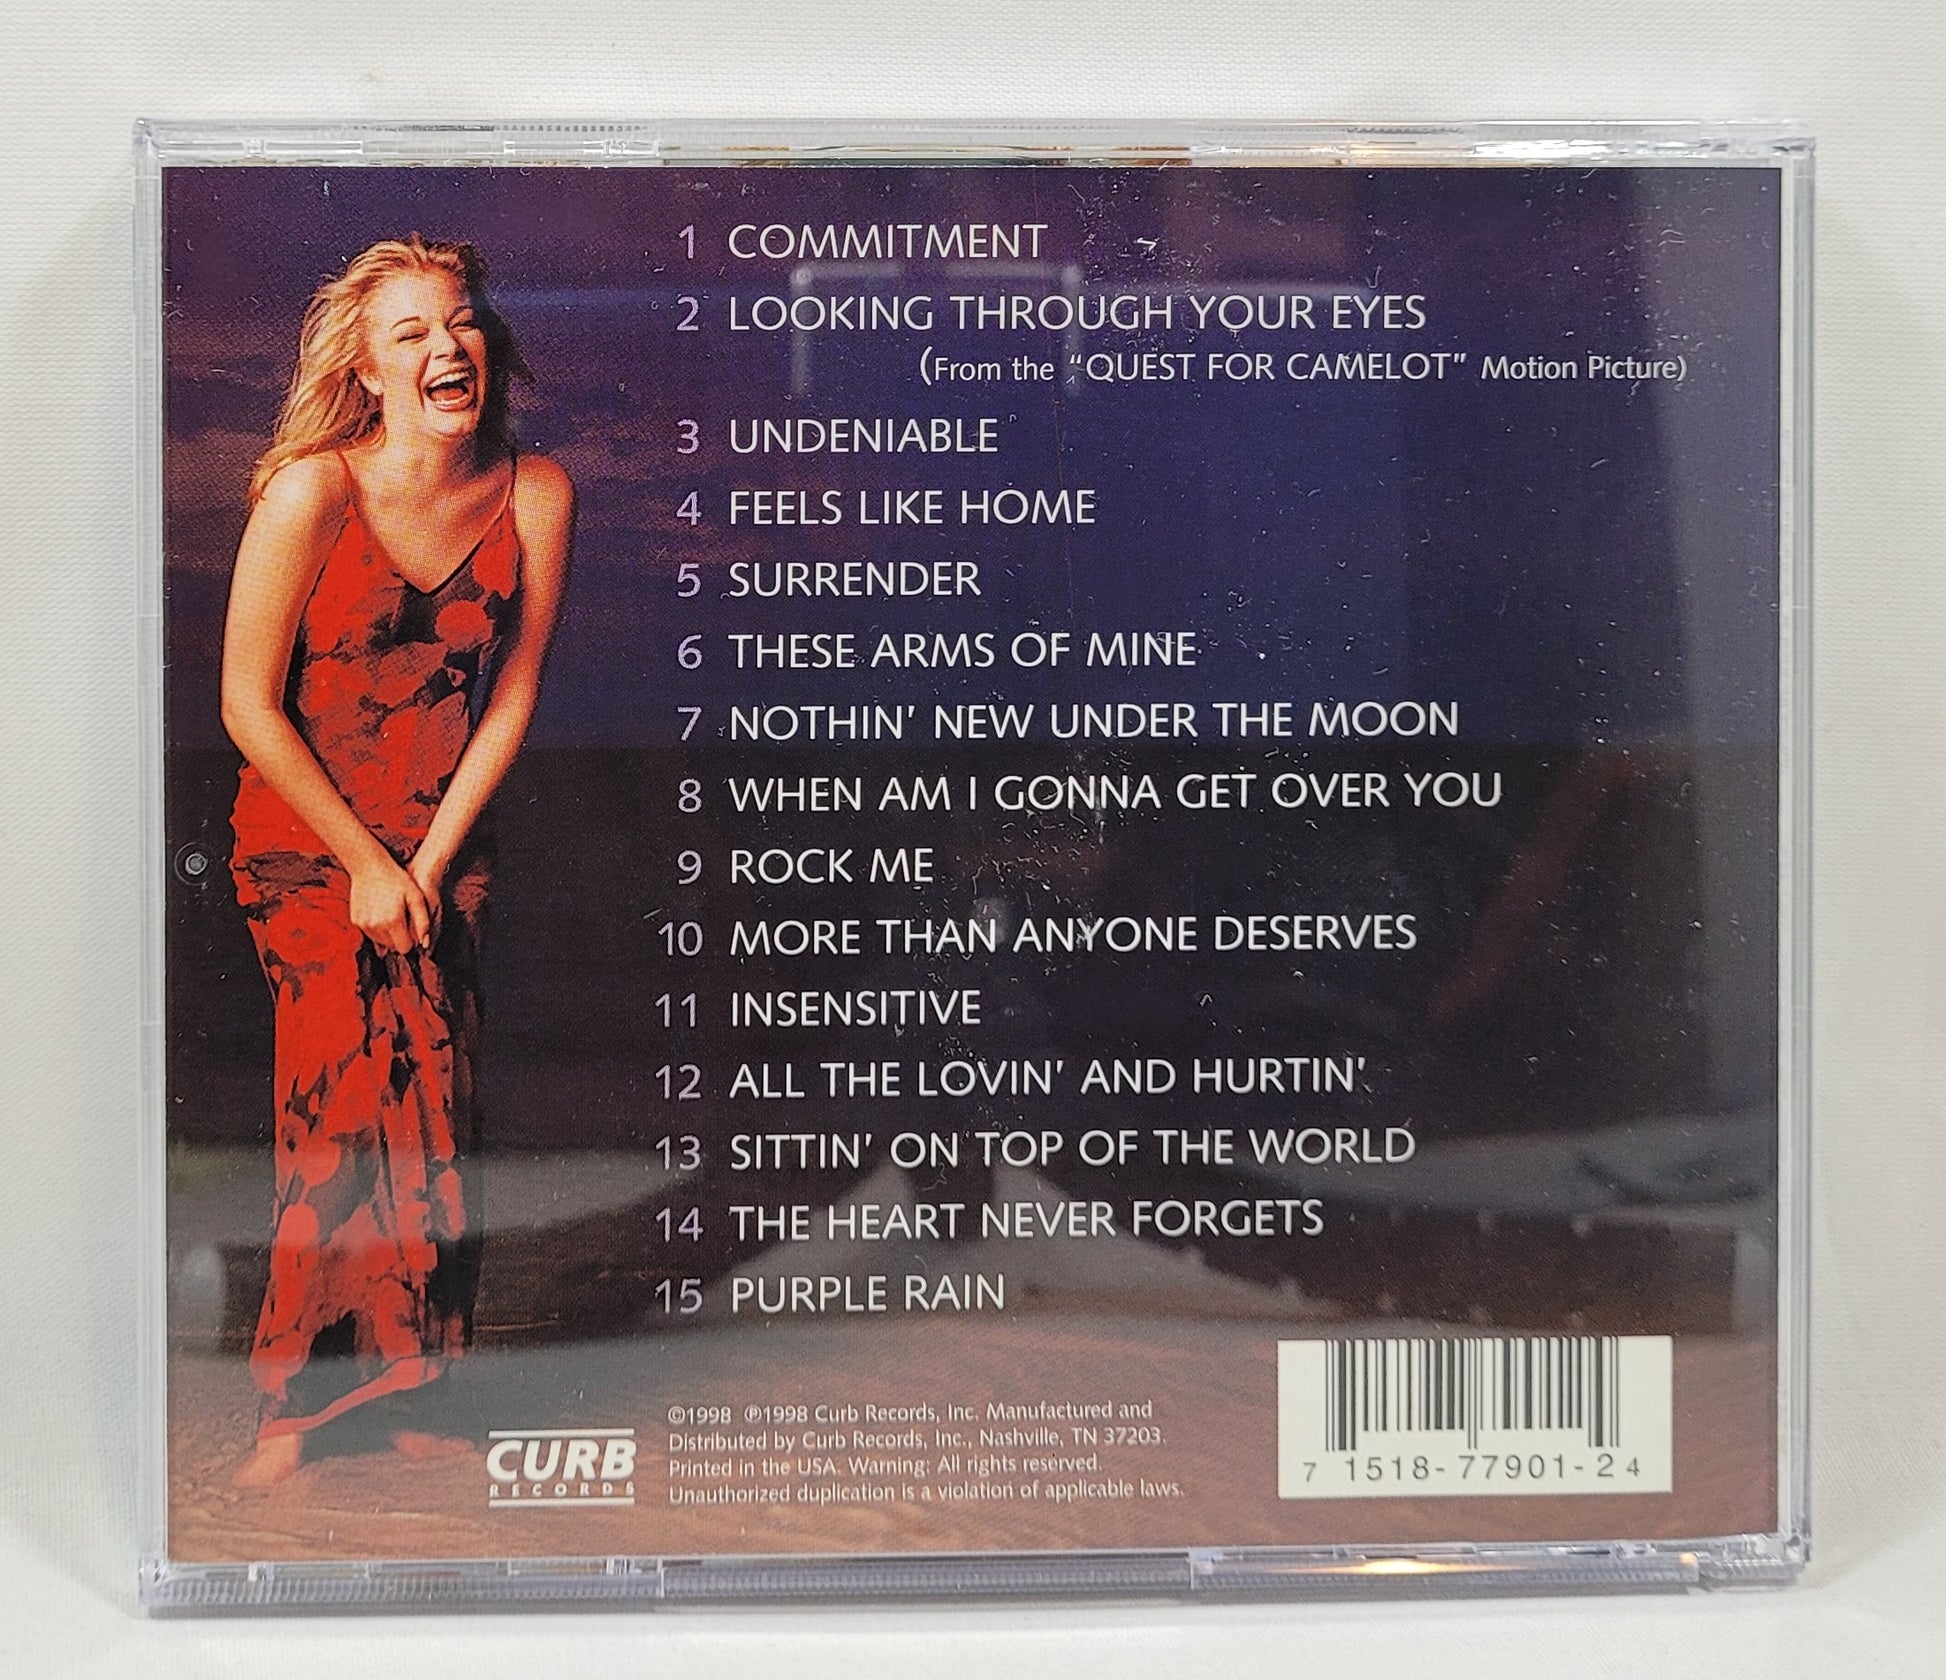 1 COMMITMENT
2 LOOKING THROUGH YOUR EYES
(From the "QUEST FOR CAMELOT" Motion Picture)
3 UNDENIABLE
4 FEELS LIKE HOME
5 SURRENDER
6 THESE ARMS OF MINE
7 NOTHIN' NEW UNDER THE MOON
8 WHEN AM I GONNA GET OVER YOU
9 ROCK ME
10 MORE THAN ANYONE DESERVES
11 INSENSITIVE
12 ALL THE LOVIN' AND HURTIN'
13 SITTIN' ON TOP OF THE WORLD
14 THE HEART NEVER FORGETS
15 PURPLE RAIN
CURB
RECORDS
©1998 ℗1998 Curb Records, Inc. Manufactured and
Distributed by Curb Records, Inc., Nashville, TN 37203.
Printed in the USA. Warning: All rights reserved.
Unauthorized duplication is a violation of applicable laws.
7 1518-77901-2 4